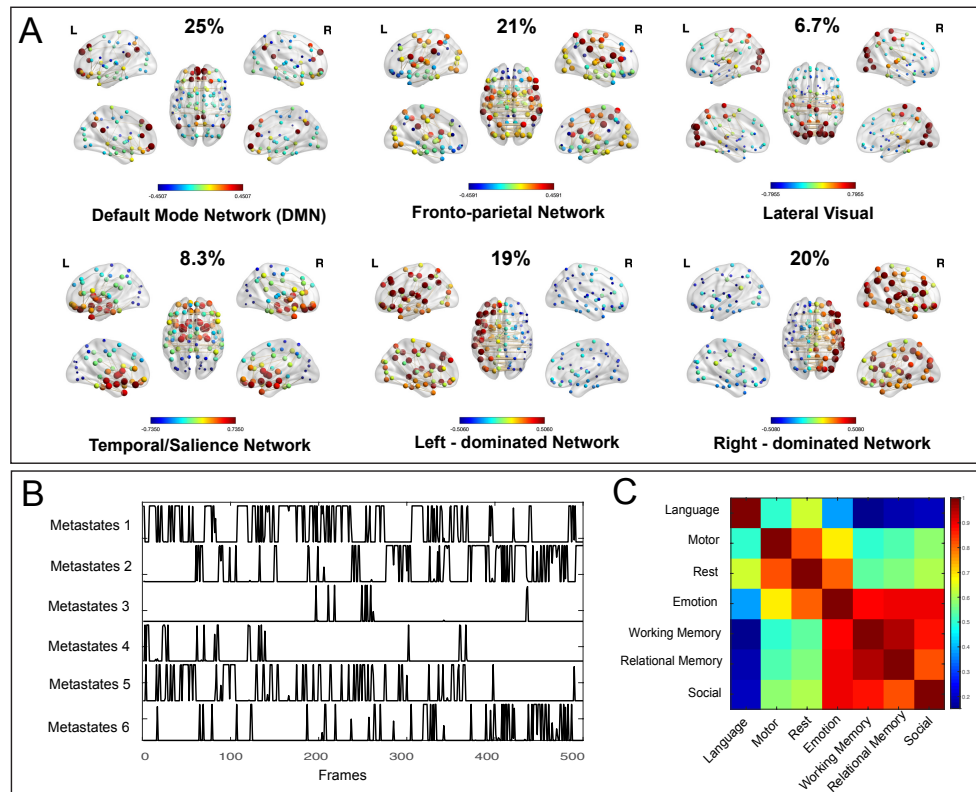 A
25%
21%
6.7%
L
R
L
R
L
R
-0.4507
0.4507
-0.4591
0.4591
-0.7955
0.7955
Default Mode Network (DMN)
Fronto-parietal Network
Lateral Visual
8.3%
19%
20%
L
R
L
R
L
R
-0.7350
0.7350
-0.5060
0.5060
-0.5080
0.5080
Temporal/Salience Network
Left - dominated Network
Right - dominated Network
B
Metastates 1
Metastates 2
Metastates 3
Metastates 4
Metastates 5
Metastates 6
0
100
200
300
400
500
Frames
C
Language
Motor
Rest
Emotion
Working Memory
Relational Memory
Social
Language
Motor
Rest
Emotion
Working Memory
Relational Memory
Social
1
0.9
0.8
0.7
0.6
0.5
0.4
0.3
0.2